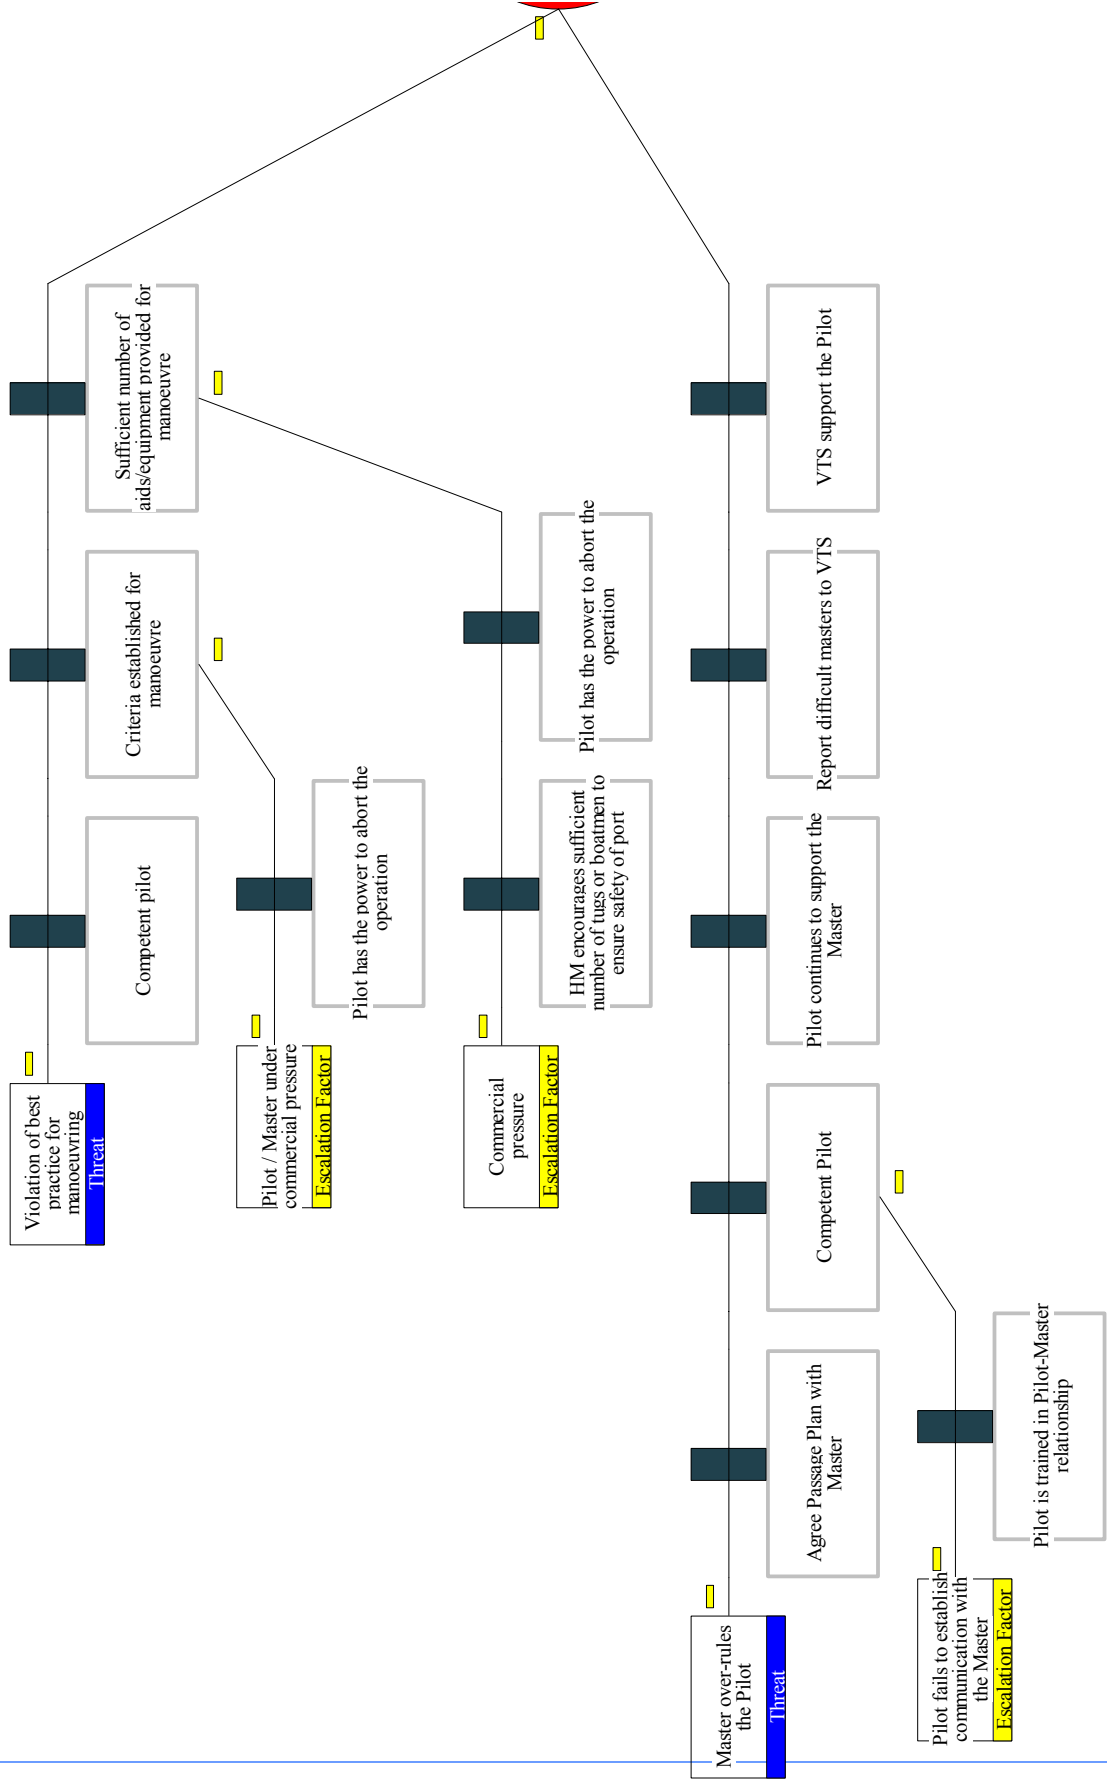 Violation of best
practice for
manoeuvring
Threat
Competent pilot
Criteria established for
manoeuvre
Sufficient number of
aids/equipment provided for
manoeuvre
Pilot / Master under
commercial pressure
Escalation Factor
Pilot has the power to abort the
operation
Commercial
pressure
Escalation Factor
HM encourages sufficient
number of tugs or boatmen to
ensure safety of port
Pilot has the power to abort the
operation
Master over-rules
the Pilot
Threat
Agree Passage Plan with
Master
Competent Pilot
Pilot continues to support the
Master
Report difficult masters to VTS
VTS support the Pilot
Pilot fails to establish
communication with
the Master
Escalation Factor
Pilot is trained in Pilot-Master
relationship